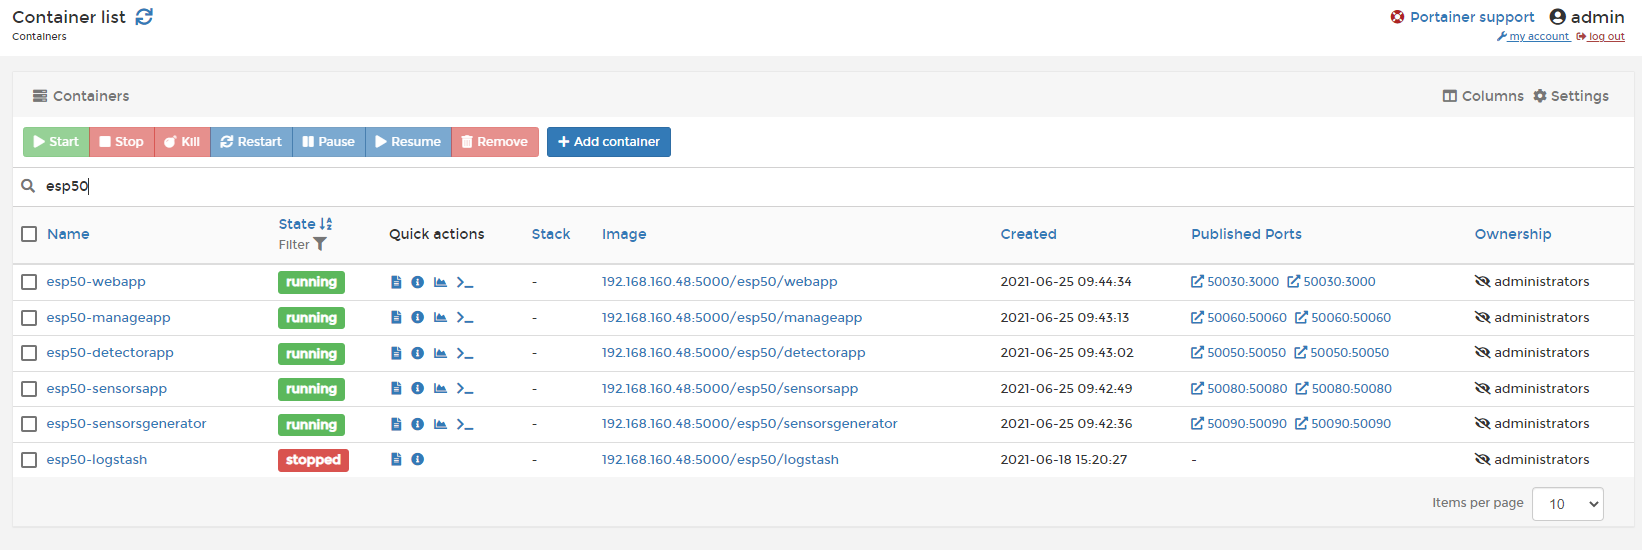 Container list
Portainer support admin
Containers
my account log out
Containers
Columns Settings
Start Stop Kill Restart Pause Resume Remove Add container
esp50
Name State Filter Quick actions Stack Image Created Published Ports Ownership
esp50-webapp running - 192.168.160.48:5000/esp50/webapp 2021-06-25 09:44:34 50030:3000 50030:3000 administrators
esp50-manageapp running - 192.168.160.48:5000/esp50/manageapp 2021-06-25 09:43:13 50060:50060 50060:50060 administrators
esp50-detectorapp running - 192.168.160.48:5000/esp50/detectorapp 2021-06-25 09:43:02 50050:50050 50050:50050 administrators
esp50-sensorsapp running - 192.168.160.48:5000/esp50/sensorsapp 2021-06-25 09:42:49 50080:50080 50080:50080 administrators
esp50-sensorsgenerator running - 192.168.160.48:5000/esp50/sensorsgenerator 2021-06-25 09:42:36 50090:50090 50090:50090 administrators
esp50-logstash stopped - 192.168.160.48:5000/esp50/logstash 2021-06-18 15:20:27 - administrators
Items per page 10